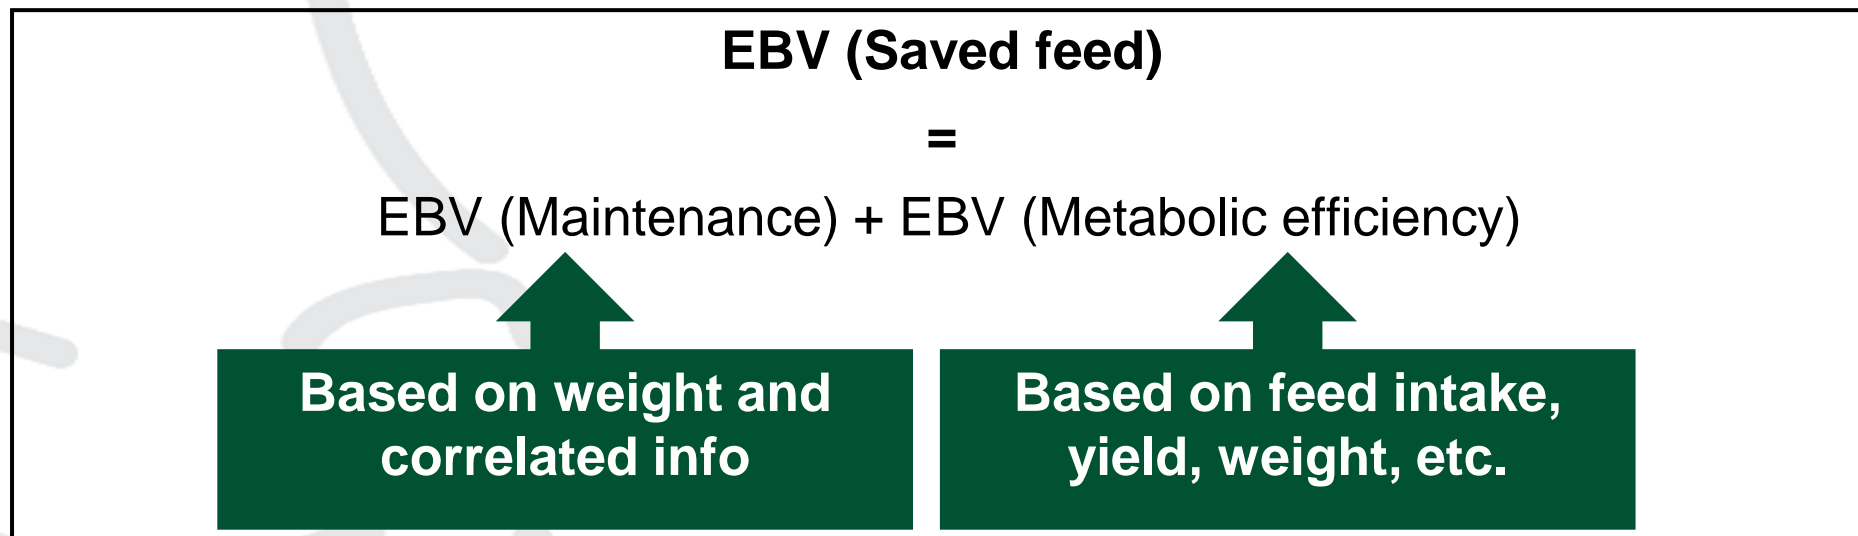 EBV (Saved feed)
=
EBV (Maintenance) + EBV (Metabolic efficiency)
Based on weight and
correlated info
Based on feed intake,
yield, weight, etc.